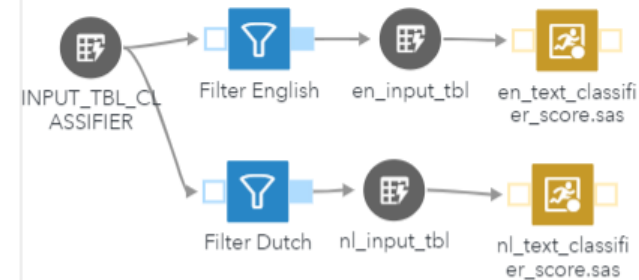 INPUT_TBL_CL
ASSIFIER
Filter English
en_input_tbl
en_text_classifi
er_score.sas
Filter Dutch
nl_input_tbl
nl_text_classifi
er_score.sas